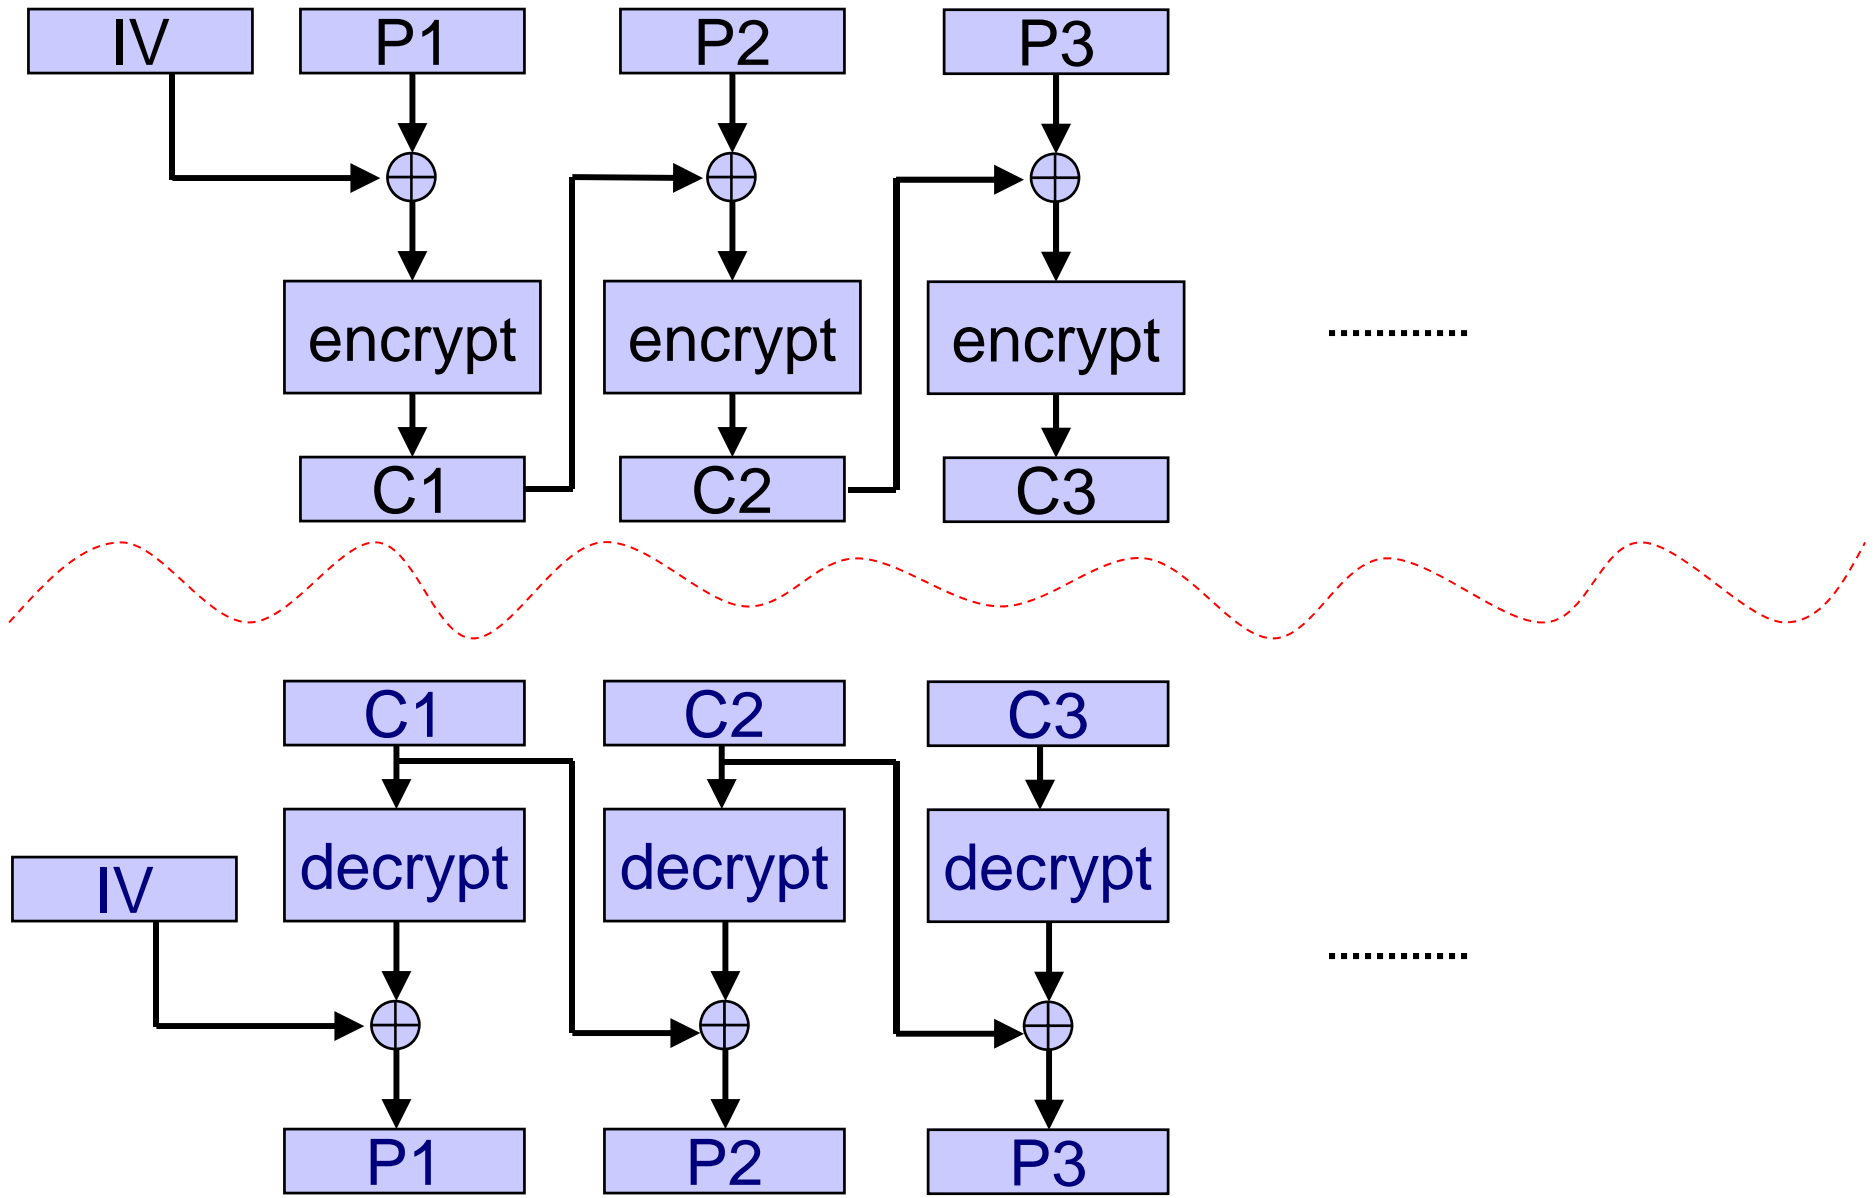 IV P1 P2 P3
encrypt encrypt encrypt
C1 C2 C3
C1 C2 C3
decrypt decrypt decrypt
IV
P1 P2 P3